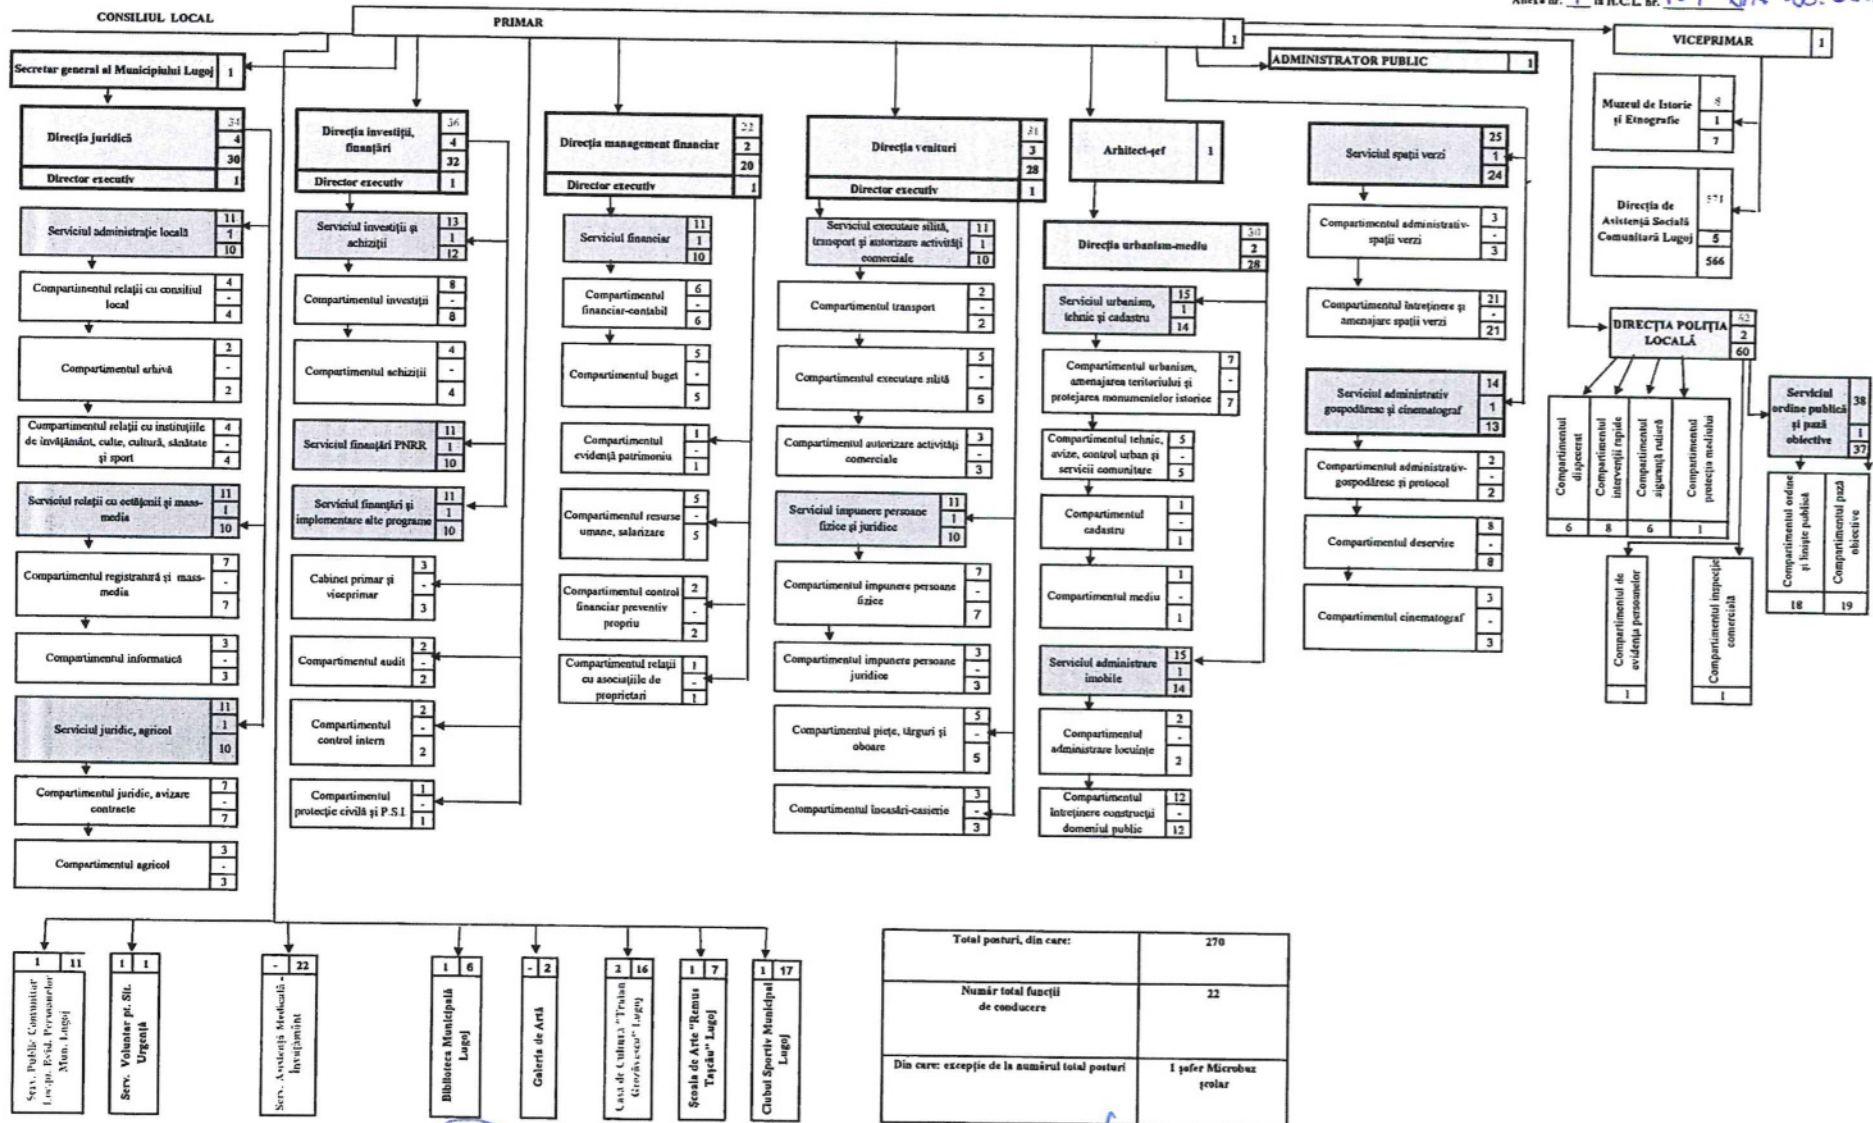 Anexa nr. la H.C.L. nr.
CONSILIUL LOCAL
PRIMAR
1
VICEPRIMAR
1
ADMINISTRATOR PUBLIC
1
Secretar general al Municipiului Lugoj
1
Direcția juridică
34
4
30
Director executiv
1
Serviciul administrație locală
11
1
10
Compartimentul relații cu consiliul
local
4
-
4
Compartimentul arhivă
2
-
2
Compartimentul relații cu instituțiile
de învățământ, culte, cultură, sănătate
și sport
4
-
4
Serviciul relații cu cetățenii și mass-
media
11
1
10
Compartimentul registratură și mass-
media
7
-
7
Compartimentul informatică
3
-
3
Serviciul juridic, agricol
11
1
10
Compartimentul juridic, avizare
contracte
7
-
7
Compartimentul agricol
3
-
3
Direcția investiții,
finanțări
36
4
32
Director executiv
1
Serviciul investiții și
achiziții
13
1
12
Compartimentul investiții
8
-
8
Compartimentul achiziții
4
-
4
Serviciul finanțări PNRR
11
1
10
Serviciul finanțări și
implementare alte programe
11
1
10
Cabinet primar și
viceprimar
3
-
3
Compartimentul audit
2
-
2
Compartimentul
control intern
2
-
2
Compartimentul
protecție civilă și P.S.I.
1
-
1
Direcția management financiar
22
2
20
Director executiv
1
Serviciul financiar
11
1
10
Compartimentul
financiar-contabil
6
-
6
Compartimentul buget
5
-
5
Compartimentul
evidență patrimoniu
1
-
1
Compartimentul resurse
umane, salarizare
5
-
5
Compartimentul control
financiar preventiv
propriu
2
-
2
Compartimentul relații
cu asociațiile de
proprietari
1
-
1
Direcția venituri
31
3
28
Director executiv
1
Serviciul executare silită,
transport și autorizare activități
comerciale
11
1
10
Compartimentul transport
2
-
2
Compartimentul executare silită
5
-
5
Compartimentul autorizare activități
comerciale
3
-
3
Serviciul impunere persoane
fizice și juridice
11
1
10
Compartimentul impunere persoane
fizice
7
-
7
Compartimentul impunere persoane
juridice
3
-
3
Compartimentul piețe, târguri și
oboare
5
-
5
Compartimentul încasări-casierie
3
-
3
Arhitect-șef
1
Direcția urbanism-mediu
30
2
28
Serviciul urbanism,
tehnic și cadastru
15
1
14
Compartimentul urbanism,
amenajarea teritoriului și
protejarea monumentelor istorice
7
-
7
Compartimentul tehnic,
avize, control urban și
servicii comunitare
5
-
5
Compartimentul
cadastru
1
-
1
Compartimentul mediu
1
-
1
Serviciul administrare
imobile
15
1
14
Compartimentul
administrare locuințe
2
-
2
Compartimentul
întreținere construcții
domeniul public
12
-
12
Serviciul spații verzi
25
1
24
Compartimentul administrativ-
spații verzi
3
-
3
Compartimentul întreținere și
amenajare spații verzi
21
-
21
Serviciul administrativ
gospodăresc și cinematograf
14
1
13
Compartimentul administrativ-
gospodăresc și protocol
2
-
2
Compartimentul deservire
8
-
8
Compartimentul cinematograf
3
-
3
Muzeul de Istorie
și Etnografie
8
1
7
Direcția de
Asistență Socială
Comunitară Lugoj
571
5
566
DIRECȚIA POLIȚIA
LOCALĂ
62
2
60
Compartimentul
dispecerat
6
Compartimentul
intervenții rapide
8
Compartimentul
siguranță rutieră
6
Compartimentul
protecția mediului
1
Compartimentul de
evidența persoanelor
1
Compartimentul inspecție
comercială
1
Serviciul
ordine publică
și pază
obiective
38
1
37
Compartimentul ordine
și liniște publică
18
Compartimentul pază
obiective
19
1 11
Serv. Public Comunitar
Loc.pt. Evid. Persoanelor
Mun. Lugoj
1 1
Serv. Voluntar pt. Sit.
Urgență
- 22
Serv. Asistență Medicală -
Învățământ
1 6
Biblioteca Municipală
Lugoj
- 2
Galeria de Artă
2 16
Casa de Cultură "Traian
Grozăvescu" Lugoj
1 7
Școala de Arte "Remus
Tașcău" Lugoj
1 17
Clubul Sportiv Municipal
Lugoj
Total posturi, din care:
270
Număr total funcții
de conducere
22
Din care: excepție de la numărul total posturi
1 șofer Microbuz
școlar